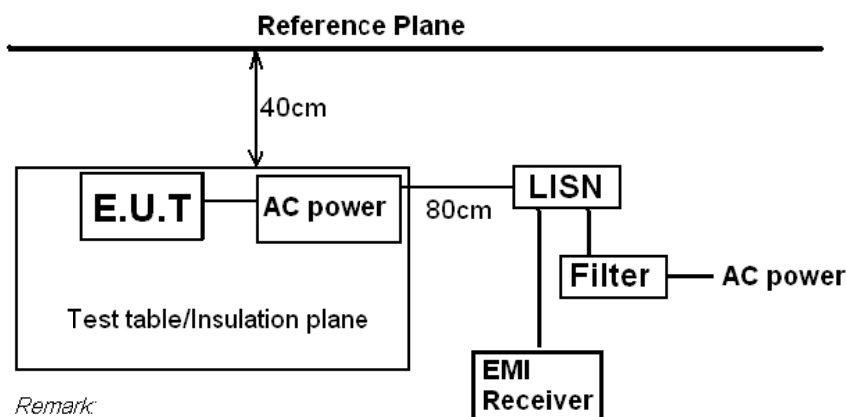 Reference Plane
40cm
E.U.T
AC power
80cm
LISN
Filter
AC power
Test table/Insulation plane
EMI
Receiver
Remark: